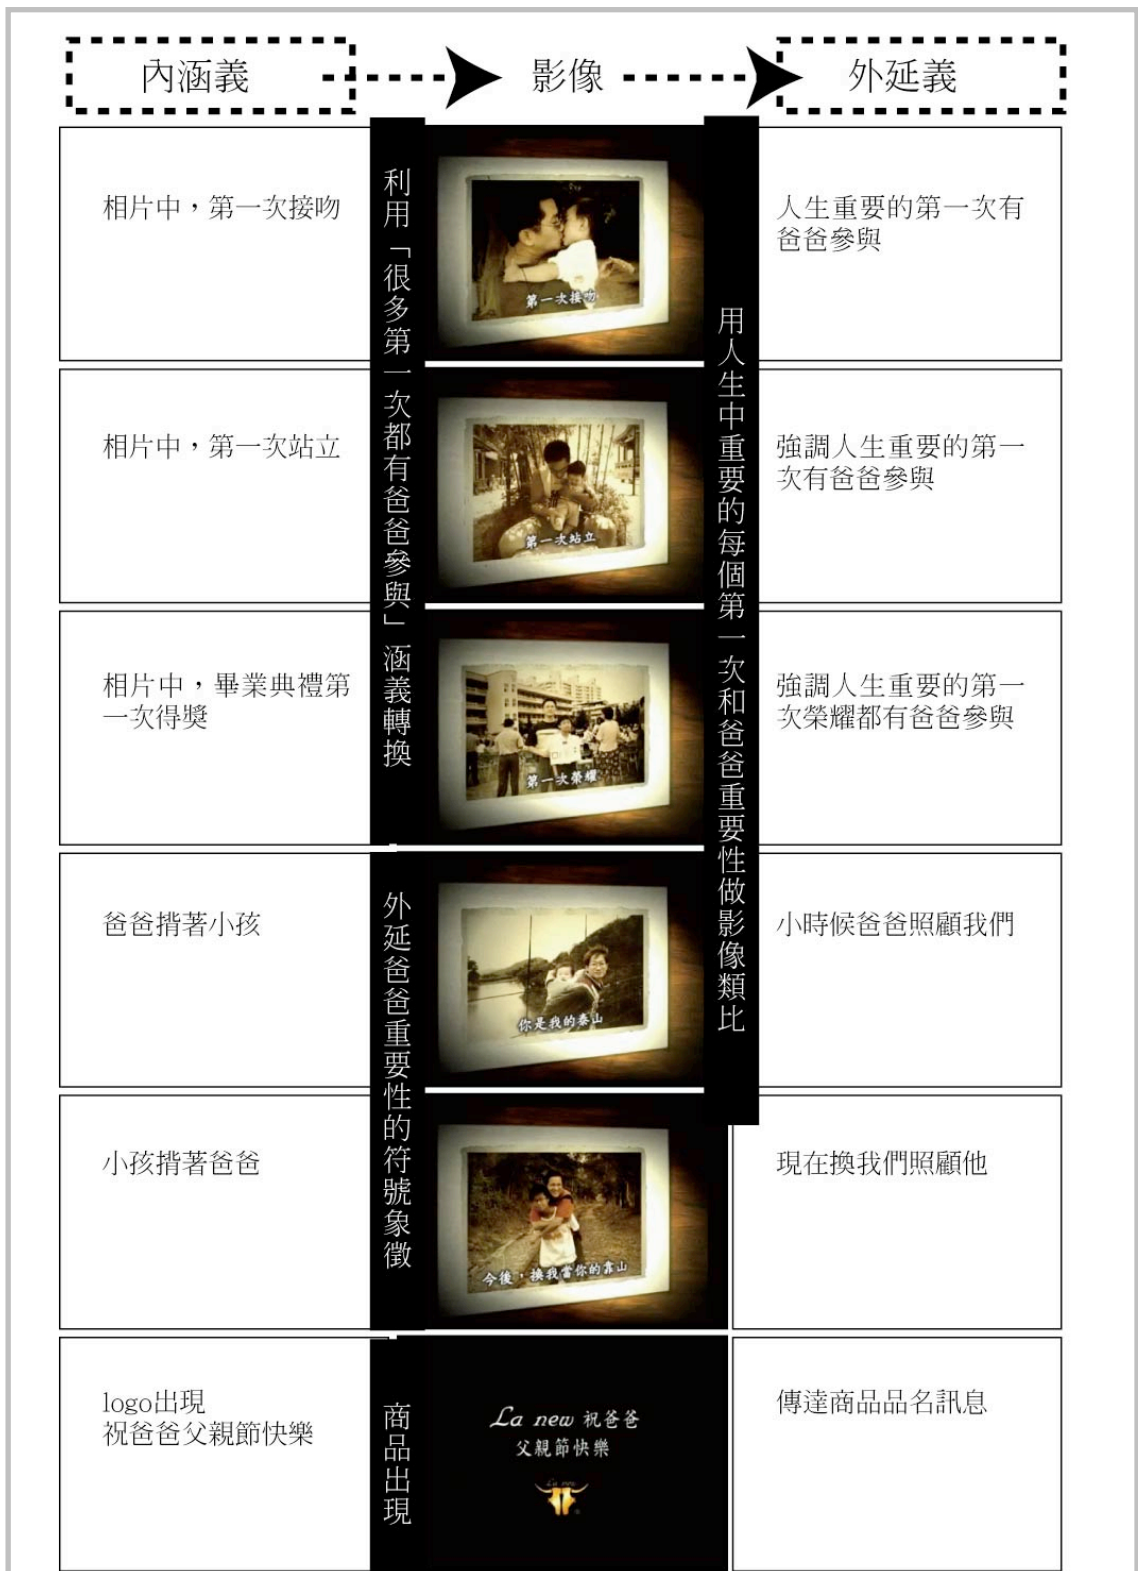 內涵義
影像
外延義
相片中，第一次接吻
利用「很多第一次都有爸爸參與」涵義轉換
第一次接吻
用人生中重要的每個第一次和爸爸重要性做影像類比
人生重要的第一次有
爸爸參與
相片中，第一次站立
第一次站立
強調人生重要的第一
次有爸爸參與
相片中，畢業典禮第
一次得獎
第一次榮耀
強調人生重要的第一
次榮耀都有爸爸參與
爸爸揹著小孩
外延爸爸重要性的符號象徵
你是我的泰山
小時候爸爸照顧我們
小孩揹著爸爸
今後，換我當你的靠山
現在換我們照顧他
logo出現
祝爸爸父親節快樂
商品出現
La new 祝爸爸
父親節快樂
La new
傳達商品品名訊息